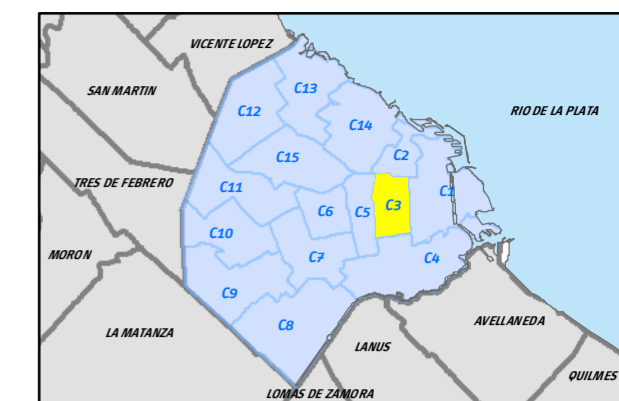 VICENTE LOPEZ
SAN MARTIN
C13
C12
RIO DE LA PLATA
C14
C15
C2
TRES DE FEBRERO
C11
C1
C6
C5
C3
C10
MORON
C7
C4
C9
AVELLANEDA
C8
LA MATANZA
LANUS
QUILMES
LOMAS DE ZAMORA